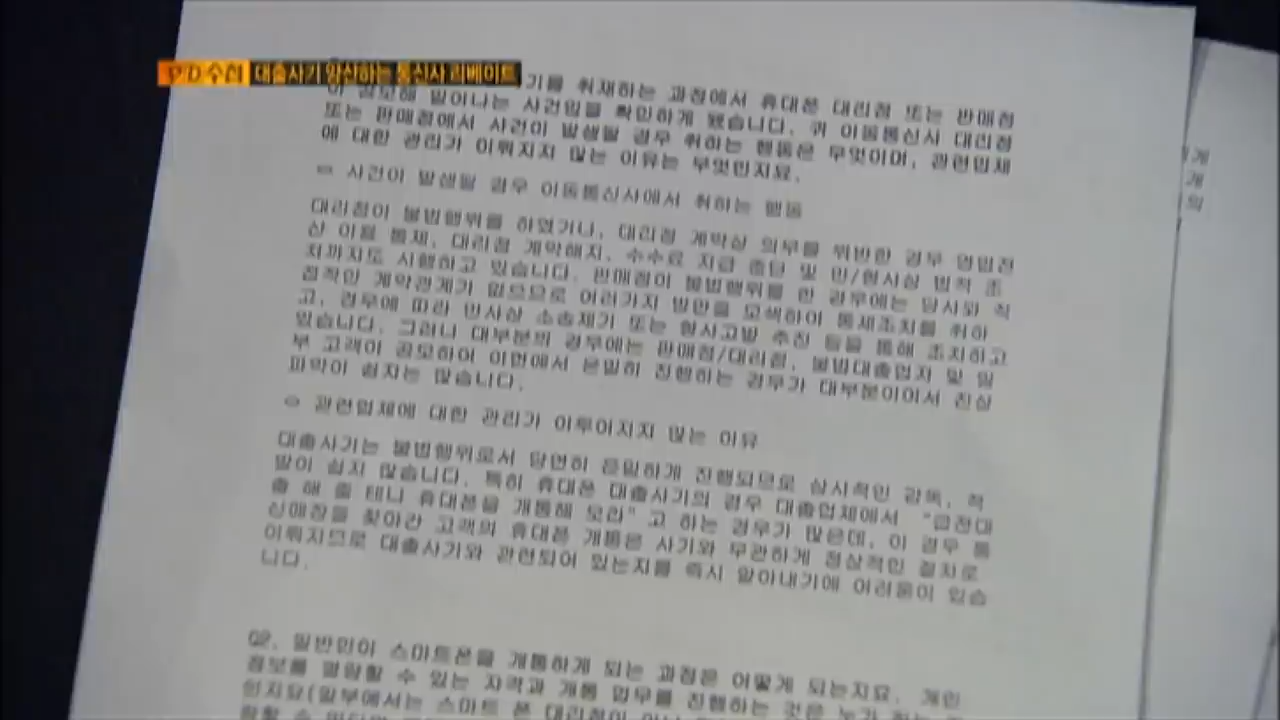 PD수첩 대출사기 양산하는 통신사 리베이트
기를 취재하는 과정에서 휴대폰 대리점 또는 판매점
이 공모해 일어나는 사건임을 확인하게 됐습니다. 귀 이동통신사 대리점
또는 판매점에서 사건이 발생될 경우 취하는 행동은 무엇이며, 관련업체
에 대한 관리가 이뤄지지 않는 이유는 무엇인지요.
⇨ 사건이 발생될 경우 이동통신사에서 취하는 행동
대리점이 불법행위를 하였거나, 대리점 계약상 의무를 위반한 경우 영업전
산 이용 통제, 대리점 계약해지, 수수료 지급 중단 및 민/형사상 법적 조
치까지도 시행하고 있습니다. 판매점이 불법행위를 한 경우에는 당사와 직
접적인 계약관계가 없으므로 여러가지 방안을 모색하여 통제조치를 취하
고, 경우에 따라 민사상 소송제기 또는 형사고발 추진 등을 통해 조치하고
있습니다. 그러나 대부분의 경우에는 판매점/대리점, 불법대출업자 및 일
부 고객이 공모하여 이면에서 은밀히 진행하는 경우가 대부분이어서 진상
파악이 쉽지는 않습니다.
⇨ 관련업체에 대한 관리가 이루어지지 않는 이유
대출사기는 불법행위로서 당연히 은밀하게 진행되므로 상시적인 감독, 적
발이 쉽지 않습니다. 특히 휴대폰 대출사기의 경우 대출업체에서 "급전대
출 해 줄 테니 휴대폰을 개통해 오라" 고 하는 경우가 많은데, 이 경우 통
신매장을 찾아간 고객의 휴대폰 개통은 사기와 무관하게 정상적인 절차로
이뤄지므로 대출사기와 관련되어 있는지를 즉시 알아내기에 어려움이 있습
니다.
02. 일반인이 스마트폰을 개통하게 되는 과정은 어떻게 되는지요. 개인
정보를 열람할 수 있는 자격과 개통 업무를 진행하는 것은 누가 하는
인지요(일부에서는 스마트 폰 대리점이